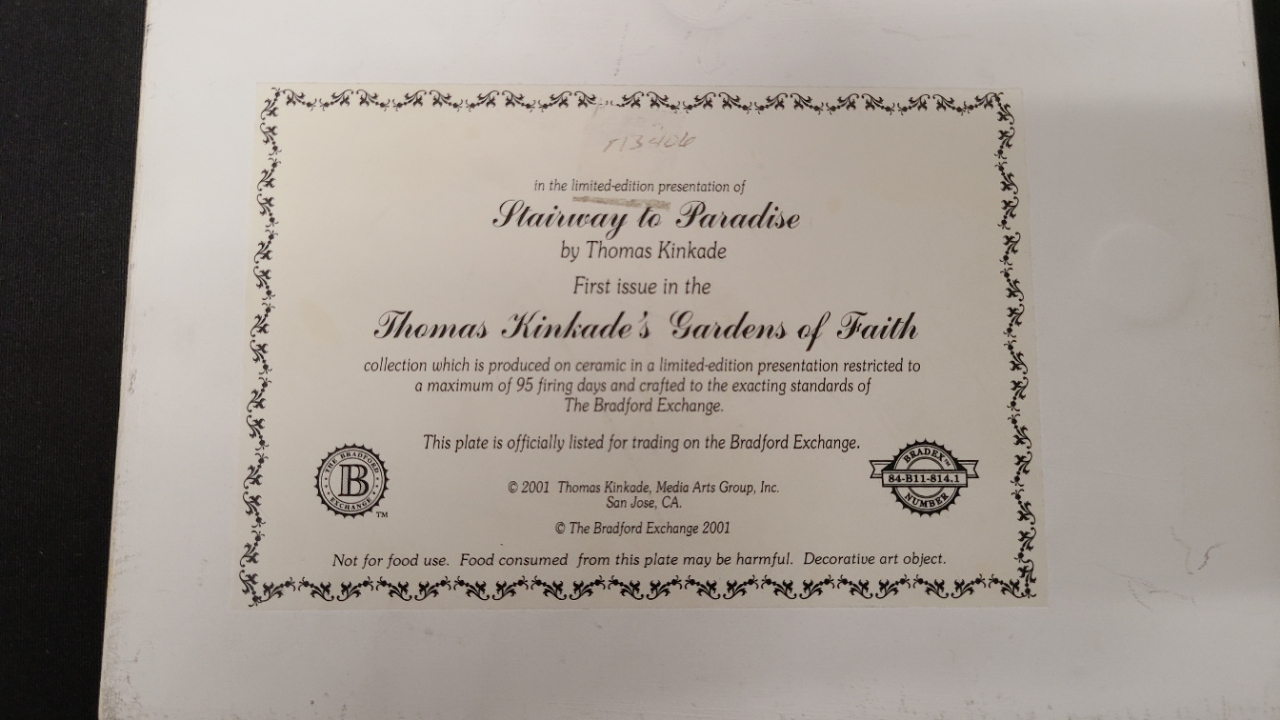 in the limited-edition presentation of
Stairway to Paradise
by Thomas Kinkade
First issue in the
Thomas Kinkade's Gardens of Faith
collection which is produced on ceramic in a limited-edition presentation restricted to
a maximum of 95 firing days and crafted to the exacting standards of
The Bradford Exchange.
This plate is officially listed for trading on the Bradford Exchange.
THE BRADFORD
B
EXCHANGE
TM
BRADEX™
84-B11-814.1
NUMBER
© 2001 Thomas Kinkade, Media Arts Group, Inc.
San Jose, CA.
© The Bradford Exchange 2001
Not for food use. Food consumed from this plate may be harmful. Decorative art object.